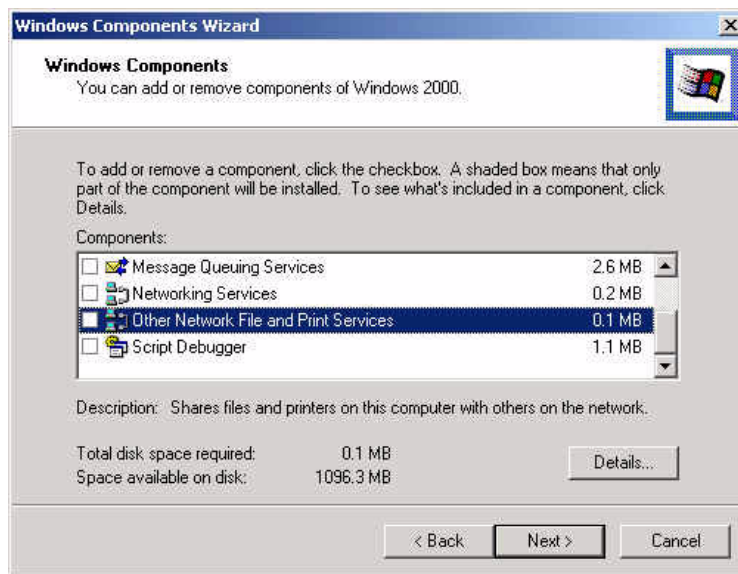 Windows Components Wizard
Windows Components
You can add or remove components of Windows 2000.
To add or remove a component, click the checkbox. A shaded box means that only
part of the component will be installed. To see what's included in a component, click
Details.
Components:
Message Queuing Services 2.6 MB
Networking Services 0.2 MB
Other Network File and Print Services 0.1 MB
Script Debugger 1.1 MB
Description: Shares files and printers on this computer with others on the network.
Total disk space required: 0.1 MB
Space available on disk: 1096.3 MB
Details...
< Back Next > Cancel